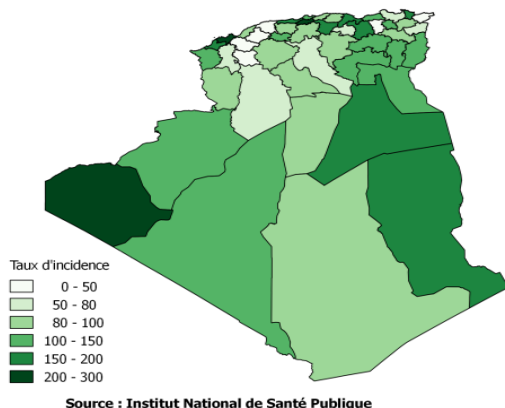 Taux d'incidence
0 - 50
50 - 80
80 - 100
100 - 150
150 - 200
200 - 300
Source : Institut National de Santé Publique